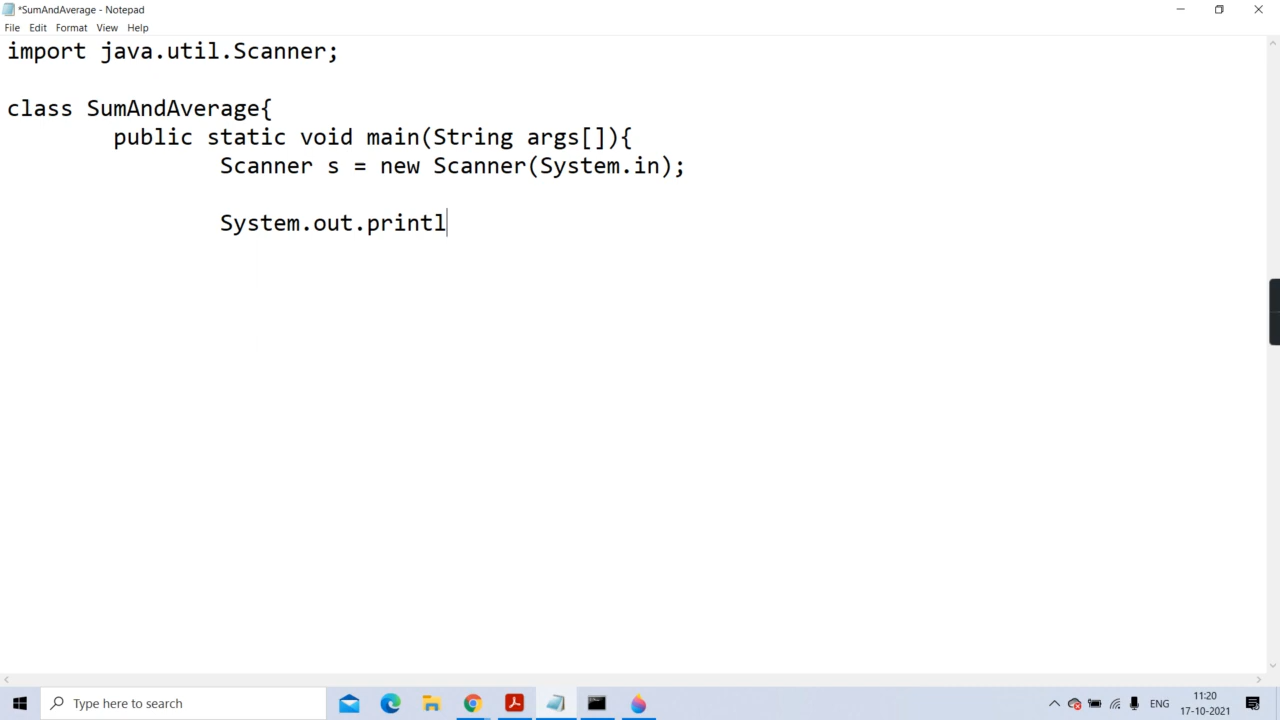 *SumAndAverage - Notepad
File Edit Format View Help
import java.util.Scanner;
class SumAndAverage{
public static void main(String args[]){
Scanner s = new Scanner(System.in);
System.out.printl
Type here to search
ENG
11:20
17-10-2021